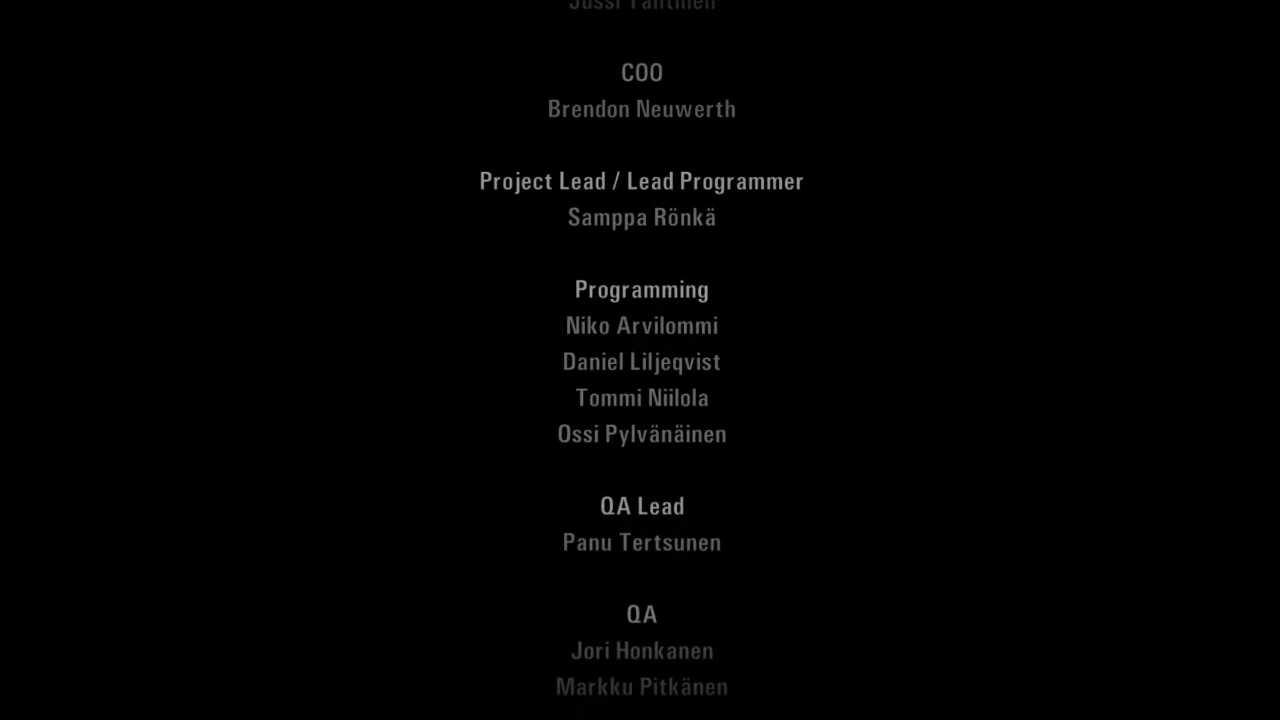 COO
Brendon Neuwerth
Project Lead / Lead Programmer
Samppa Rönkä
Programming
Niko Arvilommi
Daniel Liljeqvist
Tommi Niilola
Ossi Pylvänäinen
QA Lead
Panu Tertsunen
QA
Jori Honkanen
Markku Pitkänen